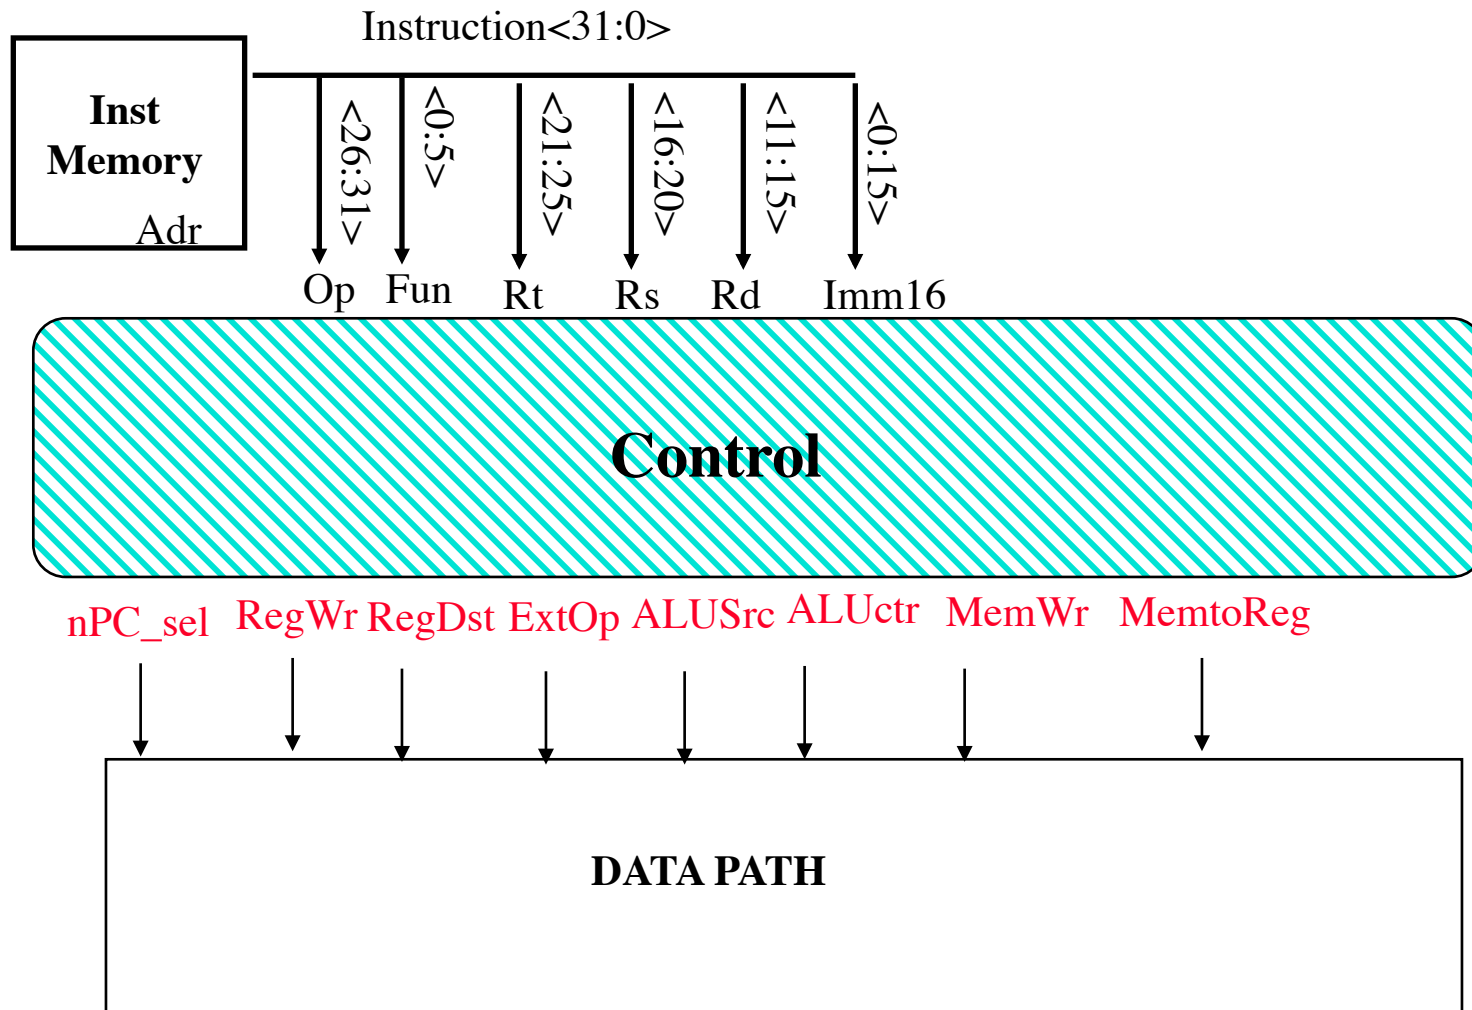 Instruction<31:0>
Inst
Memory
Adr
<26:31>
<0:5>
<21:25>
<16:20>
<11:15>
<0:15>
Op Fun Rt Rs Rd Imm16
Control
nPC_sel RegWr RegDst ExtOp ALUSrc ALUctr MemWr MemtoReg
DATA PATH